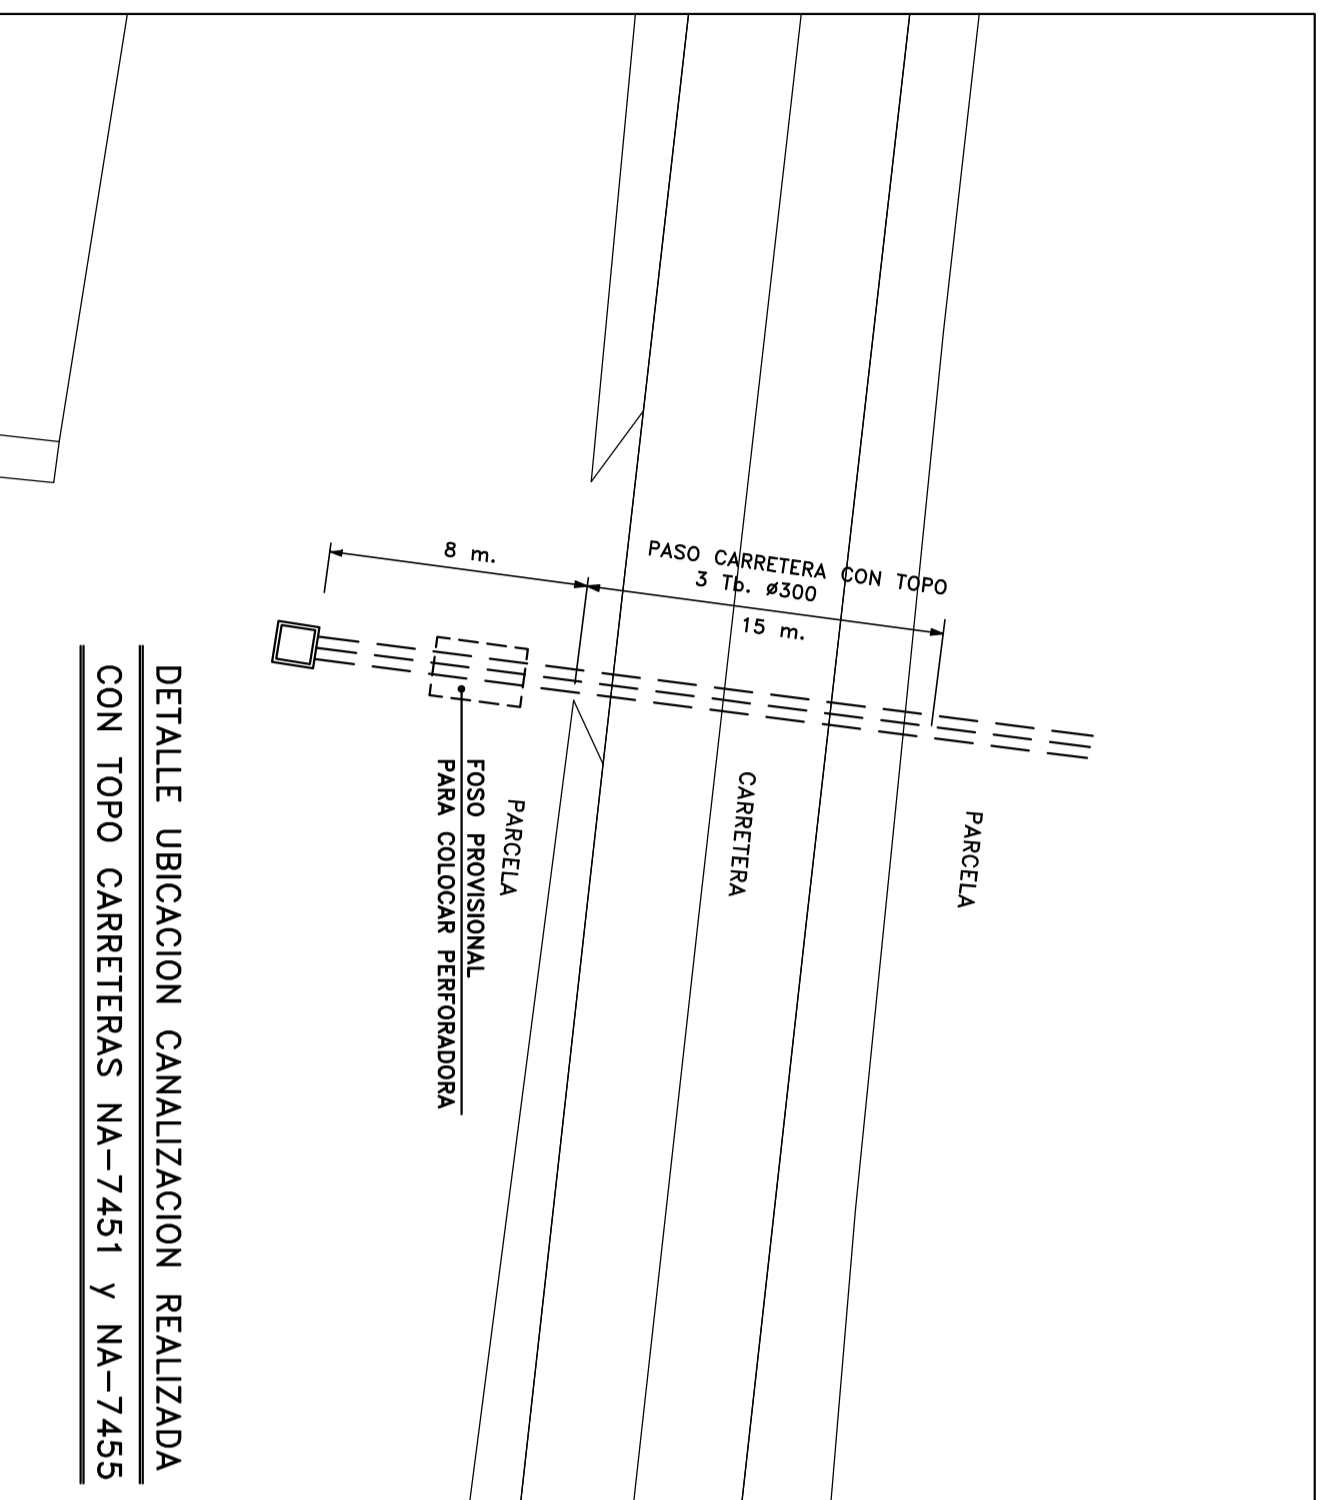 8 m.
PASO CARRETERA CON TOPO
3 Tb. ø300
15 m.
PARCELA
CARRETERA
PARCELA
FOSO PROVISIONAL
PARA COLOCAR PERFORADORA
DETALLE UBICACION CANALIZACION REALIZADA
CON TOPO CARRETERAS NA-7451 y NA-7455